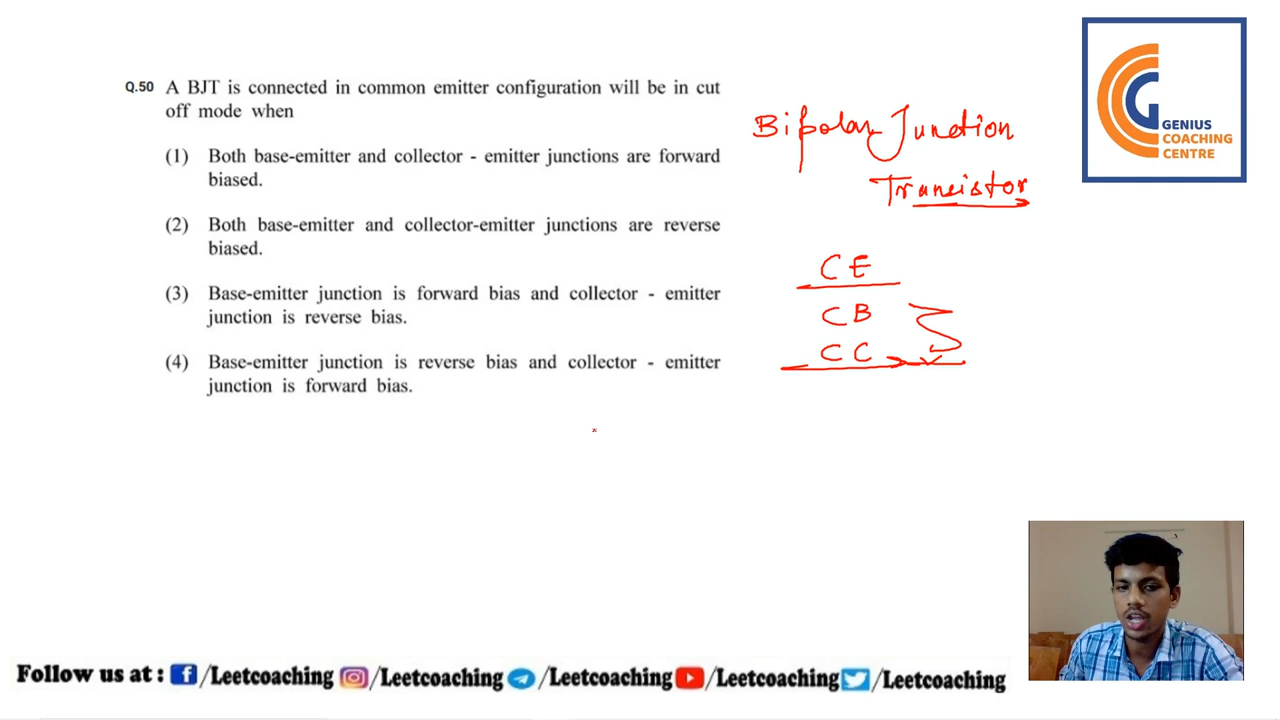 Q.50 A BJT is connected in common emitter configuration will be in cut
off mode when
(1) Both base-emitter and collector - emitter junctions are forward
biased.
(2) Both base-emitter and collector-emitter junctions are reverse
biased.
(3) Base-emitter junction is forward bias and collector - emitter
junction is reverse bias.
(4) Base-emitter junction is reverse bias and collector - emitter
junction is forward bias.
Bipolar Junction
Transistor
CE
CB
CC
GENIUS
COACHING
CENTRE
Follow us at : /Leetcoaching /Leetcoaching /Leetcoaching /Leetcoaching /Leetcoaching